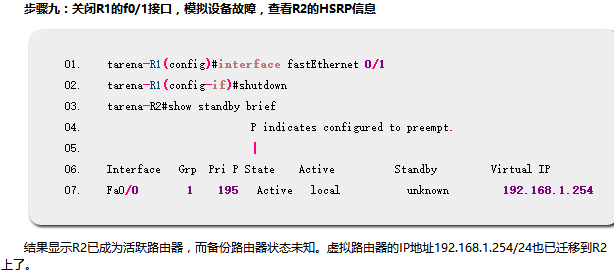 步骤九：关闭R1的f0/1接口，模拟设备故障，查看R2的HSRP信息
01. tarena-R1(config)#interface fastEthernet 0/1
02. tarena-R1(config-if)#shutdown
03. tarena-R2#show standby brief
04. P indicates configured to preempt.
05. |
06. Interface Grp Pri P State Active Standby Virtual IP
07. Fa0/0 1 195 Active local unknown 192.168.1.254
结果显示R2已成为活跃路由器，而备份路由器状态未知。虚拟路由器的IP地址192.168.1.254/24也已迁移到R2
上了。